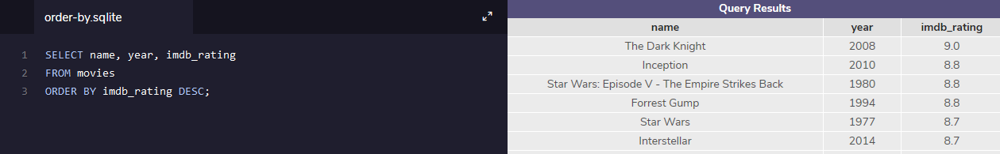 order-by.sqlite
1 SELECT name, year, imdb_rating
2 FROM movies
3 ORDER BY imdb_rating DESC;
Query Results
name year imdb_rating
The Dark Knight 2008 9.0
Inception 2010 8.8
Star Wars: Episode V - The Empire Strikes Back 1980 8.8
Forrest Gump 1994 8.8
Star Wars 1977 8.7
Interstellar 2014 8.7